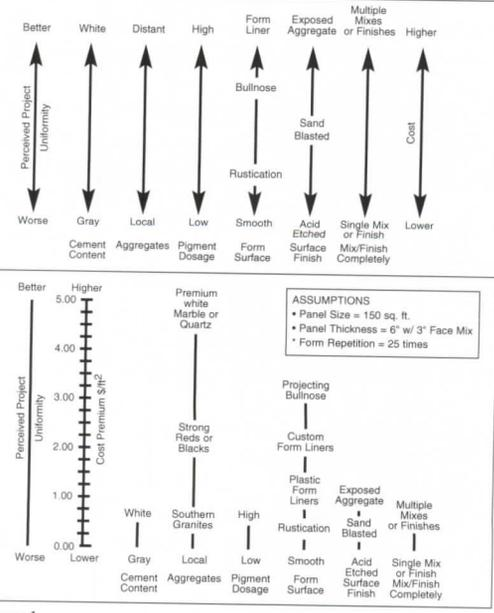 Better
White
Distant
High
Form
Liner
Exposed
Aggregate
Multiple
Mixes
or Finishes
Higher
Perceived Project
Uniformity
Bullnose
Rustication
Sand
Blasted
Cost
Worse
Gray
Local
Low
Smooth
Acid
Etched
Single Mix
or Finish
Lower
Cement
Content
Aggregates
Pigment
Dosage
Form
Surface
Surface
Finish
Mix/Finish
Completely
Better
Higher
Perceived Project
Uniformity
Cost Premium $/ft2
5.00
4.00
3.00
2.00
1.00
0.00
Worse
Lower
White
Gray
Cement
Content
Premium
white
Marble or
Quartz
Strong
Reds or
Blacks
Southern
Granites
Local
Aggregates
High
Low
Pigment
Dosage
ASSUMPTIONS
• Panel Size = 150 sq. ft.
• Panel Thickness = 6" w/ 3" Face Mix
* Form Repetition = 25 times
Projecting
Bullnose
Custom
Form Liners
Plastic
Form
Liners
Rustication
Smooth
Form
Surface
Exposed
Aggregate
Sand
Blasted
Acid
Etched
Surface
Finish
Multiple
Mixes
or Finishes
Single Mix
or Finish
Mix/Finish
Completely